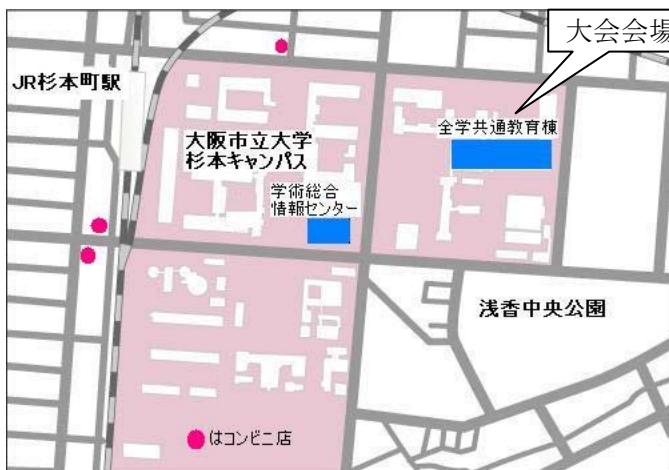 大会会場
JR杉本町駅
大阪市立大学
杉本キャンパス
全学共通教育棟
学術総合
情報センター
浅香中央公園
はコンビニ店